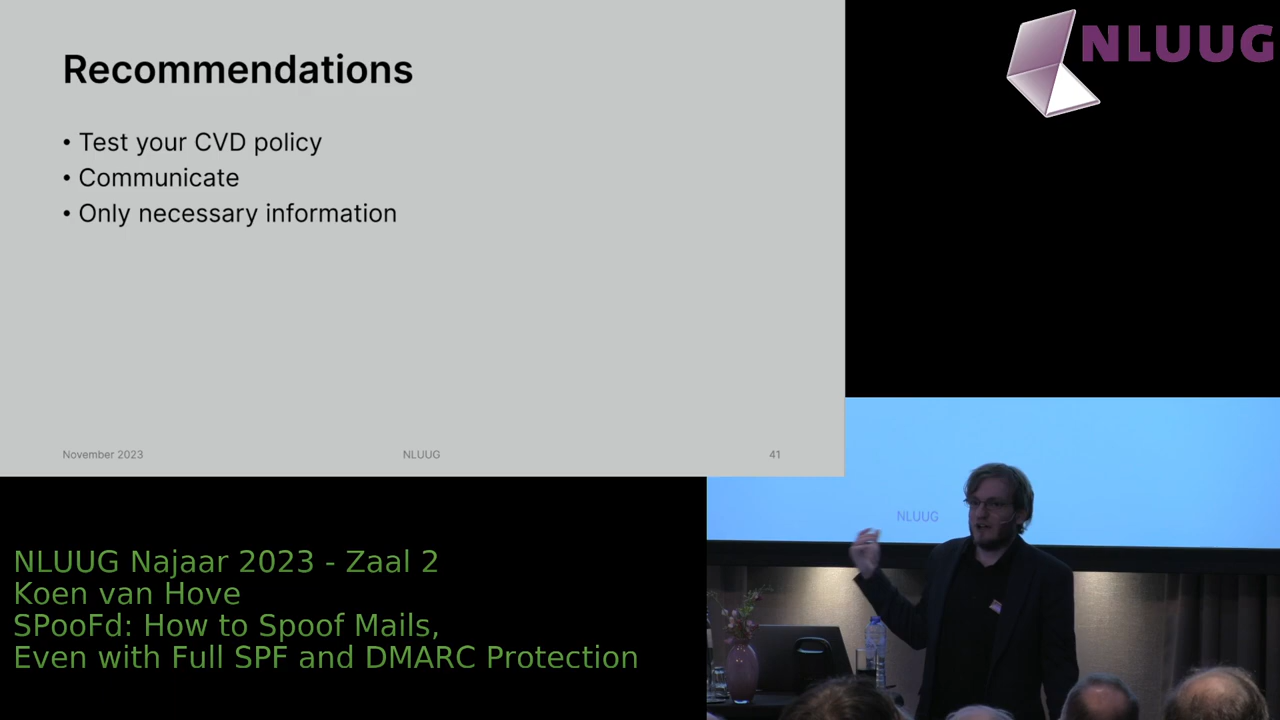 Recommendations
• Test your CVD policy
• Communicate
• Only necessary information
November 2023
NLUUG
41
NLUUG
NLUUG
NLUUG Najaar 2023 - Zaal 2
Koen van Hove
SPooFd: How to Spoof Mails,
Even with Full SPF and DMARC Protection